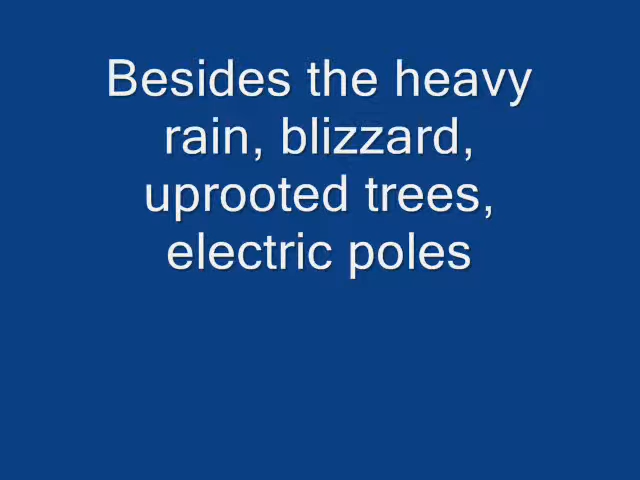 Besides the heavy
rain, blizzard,
uprooted trees,
electric poles